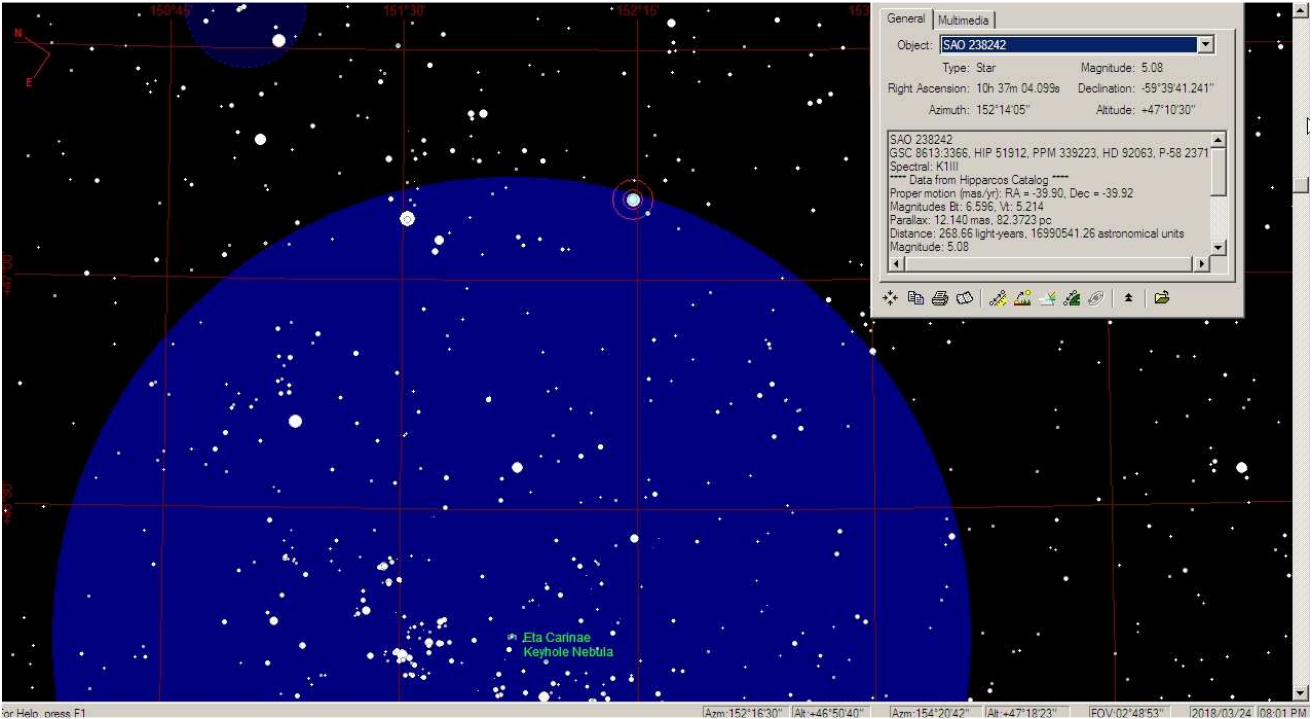 150°45'
151°30'
152°15'
N
E
+47°00'
General Multimedia
Object: SAO 238242
Type: Star Magnitude: 5.08
Right Ascension: 10h 37m 04.099s Declination: -59°39'41.241"
Azimuth: 152°14'05" Altitude: +47°10'30"
SAO 238242
GSC 8613:3366, HIP 51912, PPM 339223, HD 92063, P-58 2371
Spectral: K1III
**** Data from Hipparcos Catalog ****
Proper motion (mas/yr): RA = -39.90, Dec = -39.92
Magnitudes Bt: 6.596, Vt: 5.214
Parallax: 12.140 mas, 82.3723 pc
Distance: 268.66 light-years, 16990541.26 astronomical units
Magnitude: 5.08
Eta Carinae
Keyhole Nebula
For Help, press F1
Azm:152°16'30" Alt:+46°50'40" Azm:154°20'42" Alt:+47°18'23" FOV:02°48'53" 2018/03/24 08:01 PM